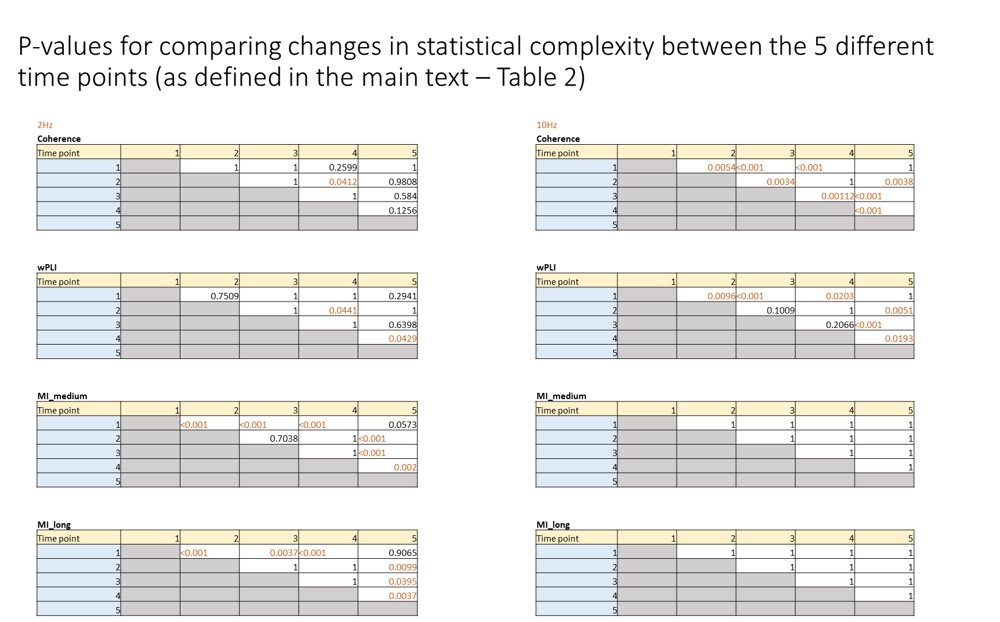 P-values for comparing changes in statistical complexity between the 5 different
time points (as defined in the main text – Table 2)
2Hz
Coherence
Time point 1 2 3 4 5
1 1 1 0.2599 1
2 1 0.0412 0.9808
3 1 0.584
4 0.1256
5
wPLI
Time point 1 2 3 4 5
1 0.7509 1 1 0.2941
2 1 0.0441 1
3 1 0.6398
4 0.0429
5
MI_medium
Time point 1 2 3 4 5
1 <0.001 <0.001 <0.001 0.0573
2 0.7038 1 <0.001
3 1 <0.001
4 0.002
5
MI_long
Time point 1 2 3 4 5
1 <0.001 0.0037 <0.001 0.9065
2 1 1 0.0099
3 1 0.0395
4 0.0037
5
10Hz
Coherence
Time point 1 2 3 4 5
1 0.0054 <0.001 <0.001 1
2 0.0034 1 0.0038
3 0.00112 <0.001
4 <0.001
5
wPLI
Time point 1 2 3 4 5
1 0.0096 <0.001 0.0203 1
2 0.1009 1 0.0051
3 0.2066 <0.001
4 0.0193
5
MI_medium
Time point 1 2 3 4 5
1 1 1 1 1
2 1 1 1
3 1 1
4 1
5
MI_long
Time point 1 2 3 4 5
1 1 1 1 1
2 1 1 1
3 1 1
4 1
5